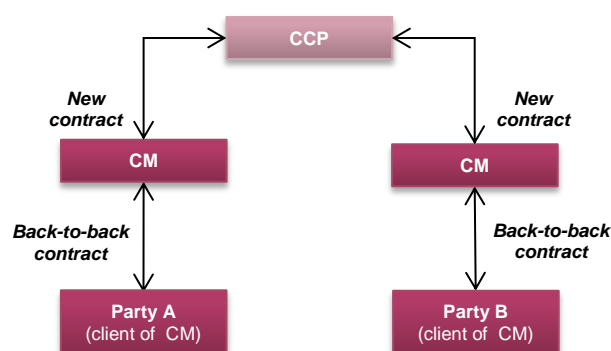 CCP
New
contract
New
contract
CM
CM
Back-to-back
contract
Back-to-back
contract
Party A
(client of CM)
Party B
(client of CM)